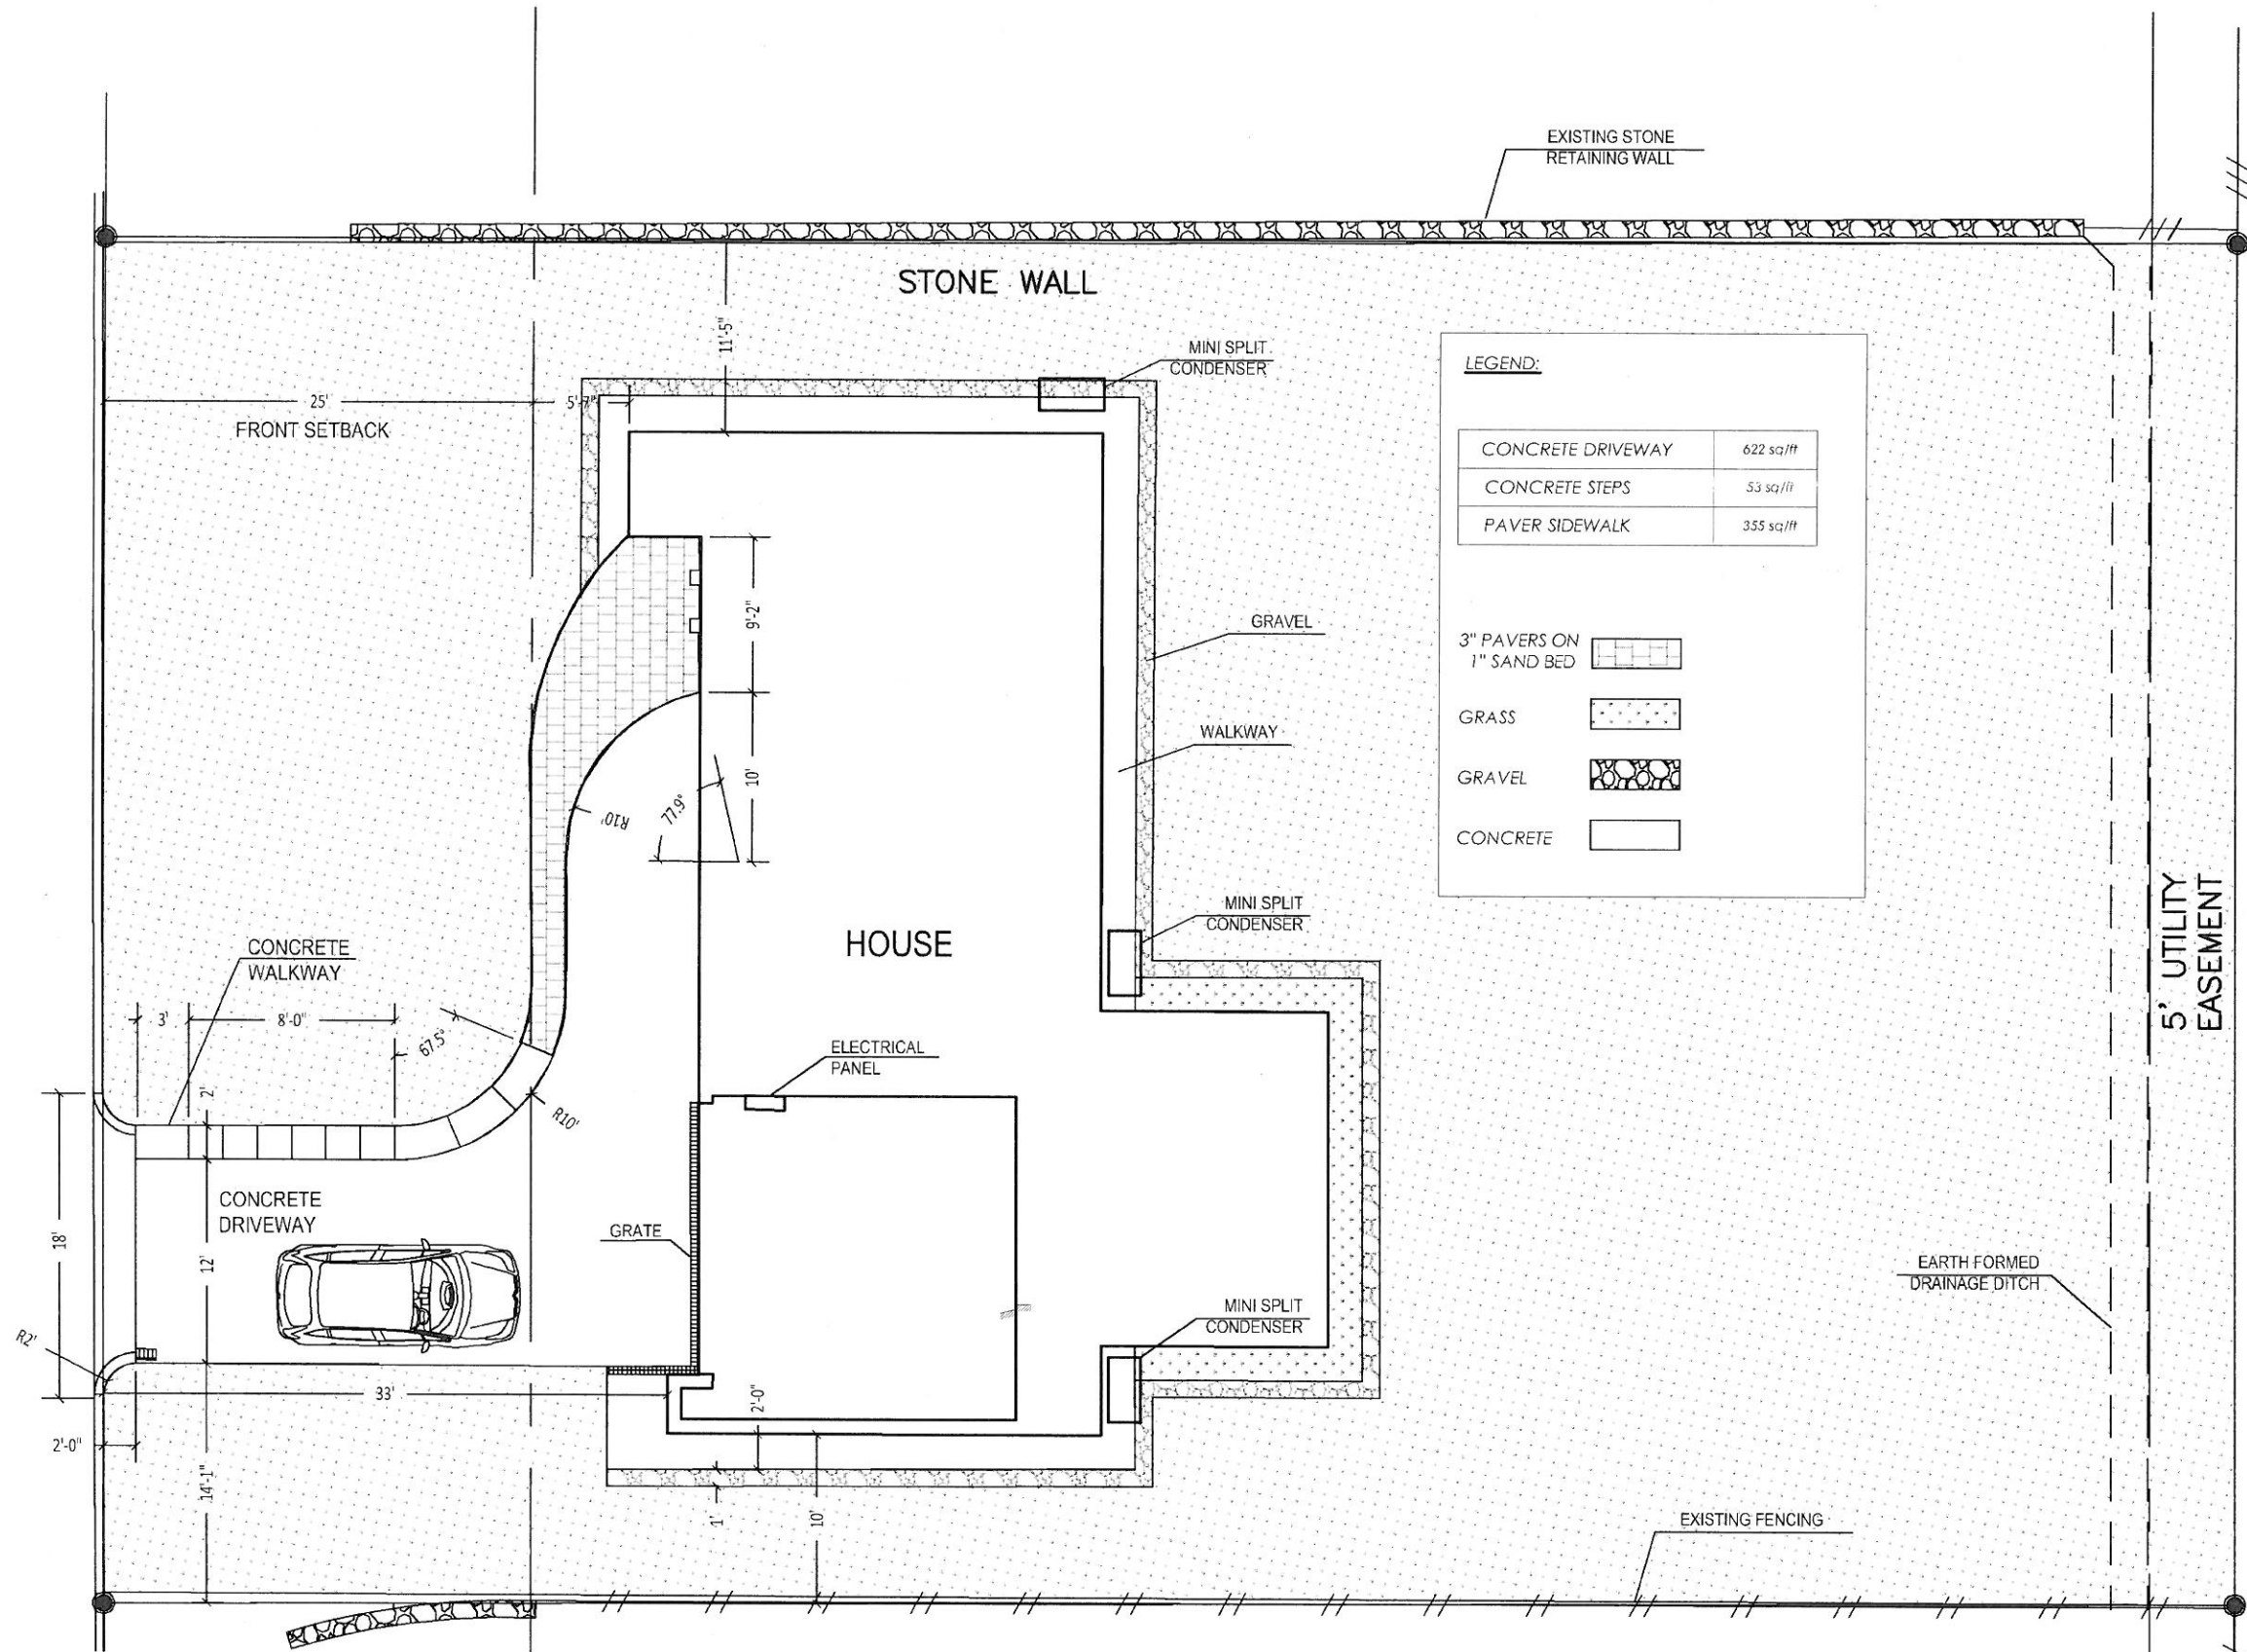 EXISTING STONE
RETAINING WALL
STONE WALL
11'-5"
MINI SPLIT
CONDENSER
25'
5'-7"
FRONT SETBACK
LEGEND:
CONCRETE DRIVEWAY 622 sq/ft
CONCRETE STEPS 53 sq/ft
PAVER SIDEWALK 355 sq/ft
3" PAVERS ON
1" SAND BED
GRASS
GRAVEL
CONCRETE
9'-2"
GRAVEL
WALKWAY
10'
77.9°
R10'
MINI SPLIT
CONDENSER
HOUSE
5' UTILITY
EASEMENT
CONCRETE
WALKWAY
3'
8'-0"
67.5°
ELECTRICAL
PANEL
2'
R10'
CONCRETE
DRIVEWAY
18'
12'
GRATE
EARTH FORMED
DRAINAGE DITCH
MINI SPLIT
CONDENSER
R2'
33'
2'-0"
2'-0"
14'-1"
1'
10'
EXISTING FENCING